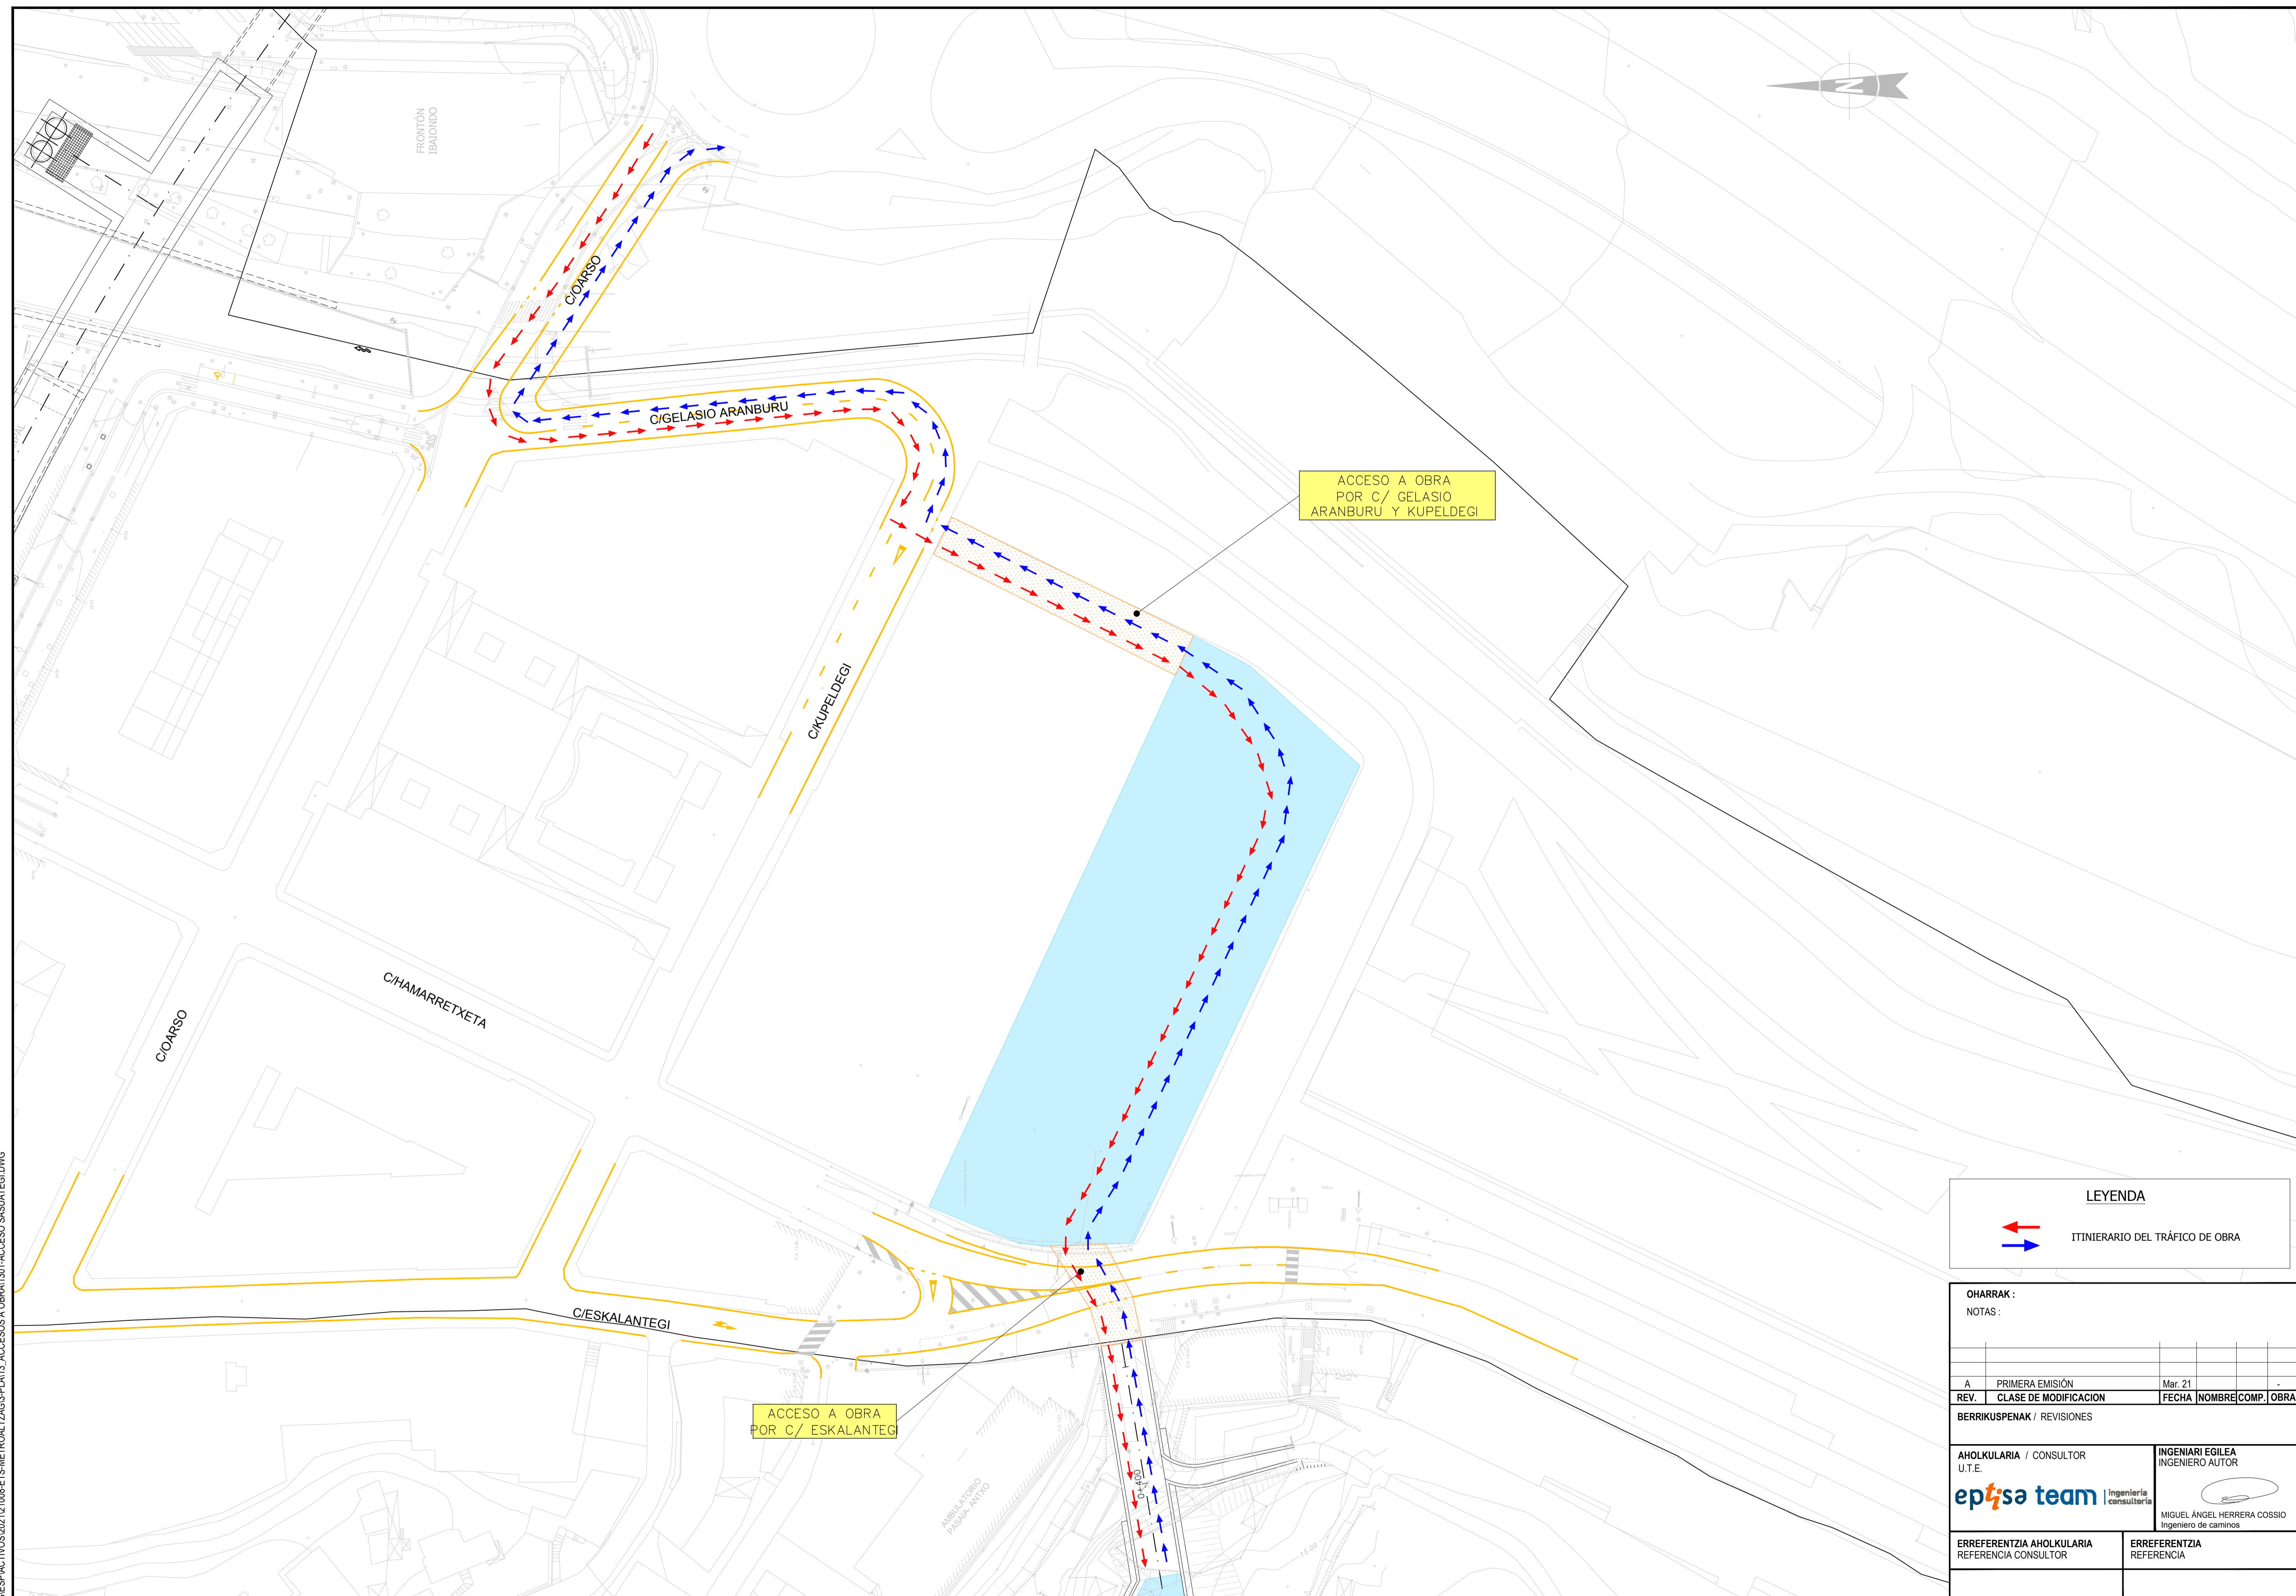 FRONTÓN
IBAIONDO
N
C/OARSO
C/GELASIO ARANBURU
ACCESO A OBRA
POR C/ GELASIO
ARANBURU Y KUPELDEGI
C/KUPELDEGI
C/HAMARRETXETA
C/OARSO
C/ESKALANTEGI
ACCESO A OBRA
POR C/ ESKALANTEGI
AMBULATORIO
PASAIA ANTXO
0+400
15.00
LEYENDA
ITINIERARIO DEL TRÁFICO DE OBRA
OHARRAK :
NOTAS :
A PRIMERA EMISIÓN Mar. 21 -
REV. CLASE DE MODIFICACION FECHA NOMBRE COMP. OBRA
BERRIKUSPENAK / REVISIONES
AHOLKULARIA / CONSULTOR
U.T.E.
eptisa team ingeniería
consultoría
INGENIARI EGILEA
INGENIERO AUTOR
MIGUEL ÁNGEL HERRERA COSSIO
Ingeniero de caminos
ERREFERENTZIA AHOLKULARIA
REFERENCIA CONSULTOR
ERREFERENTZIA
REFERENCIA